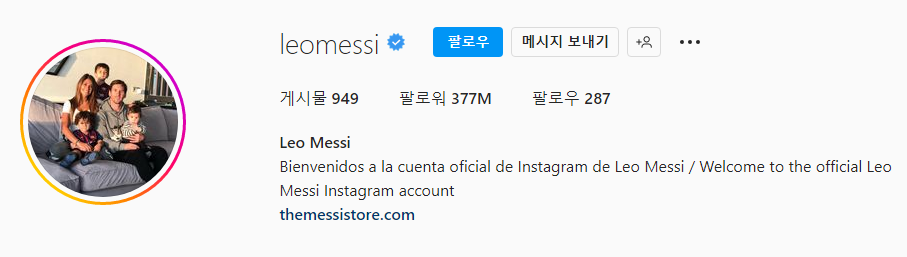 leomessi 팔로우 메시지 보내기
게시물 949 팔로워 377M 팔로우 287
Leo Messi
Bienvenidos a la cuenta oficial de Instagram de Leo Messi / Welcome to the official Leo
Messi Instagram account
themessistore.com